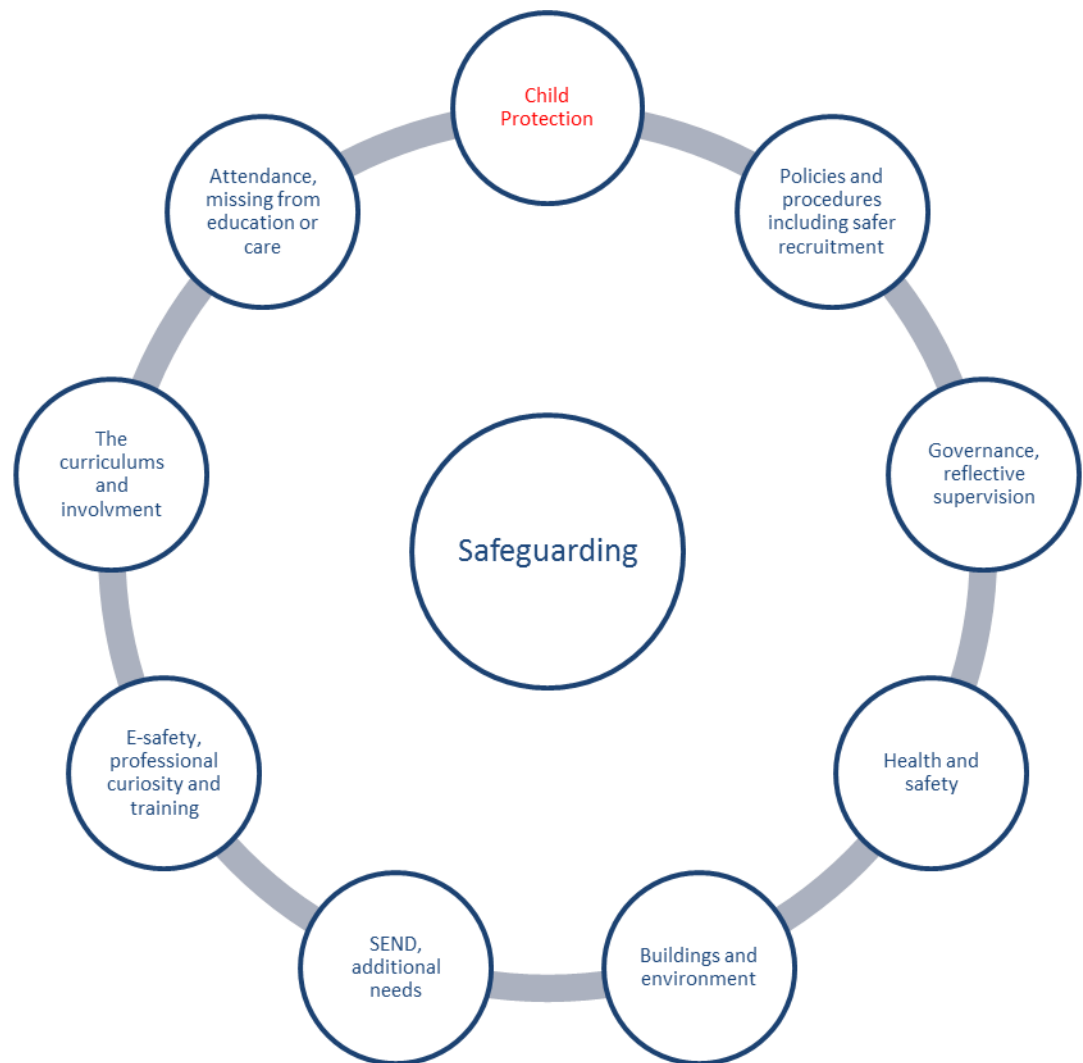 Child
Protection
Policies and
procedures
including safer
recruitment
Governance,
reflective
supervision
Health and
safety
Buildings and
environment
SEND,
additional
needs
E-safety,
professional
curiosity and
training
The
curriculums
and
involvment
Attendance,
missing from
education or
care
Safeguarding